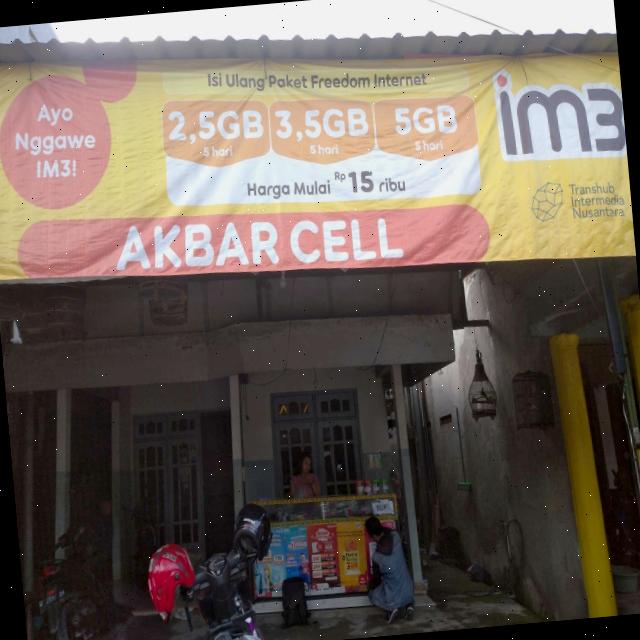 Isi Ulang Paket Freedom Internet
Ayo
Nggawe
IM3!
2,5GB
5 hari
3,5GB
5 hari
5GB
5 hari
Harga Mulai Rp 15 ribu
im3
Transhub
Intermedia
Nusantara
AKBAR CELL